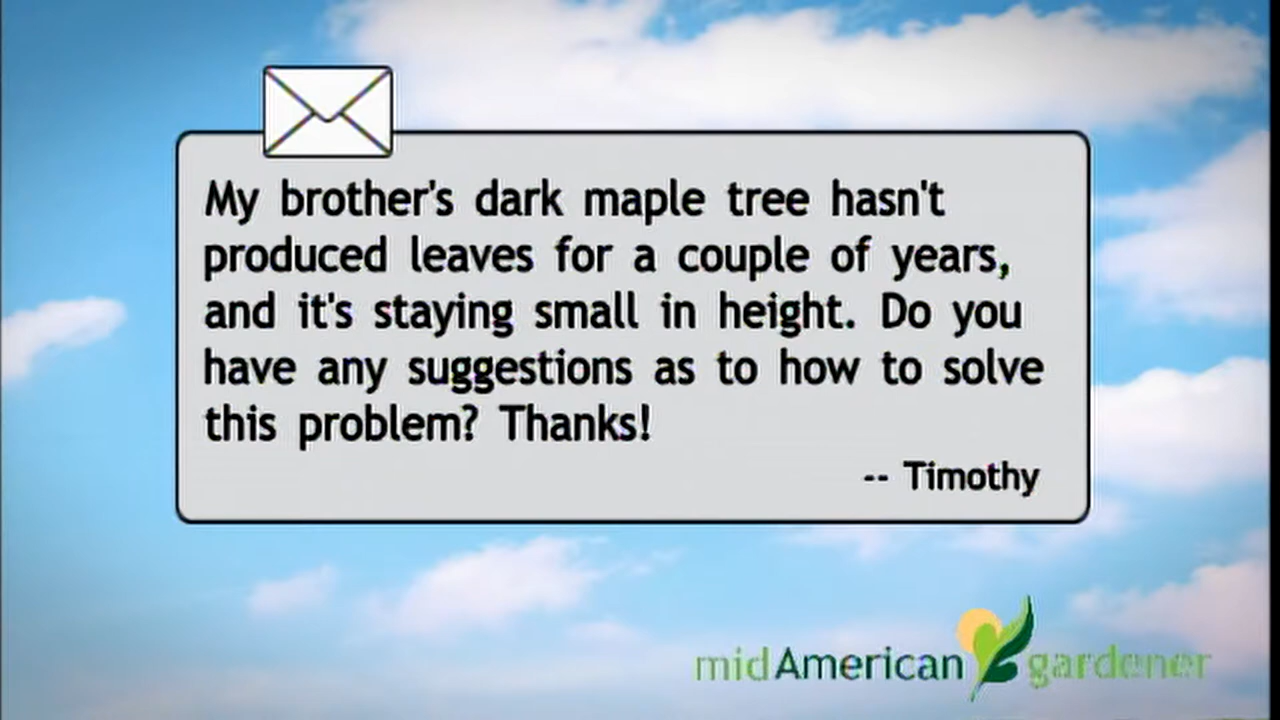 My brother's dark maple tree hasn't
produced leaves for a couple of years,
and it's staying small in height. Do you
have any suggestions as to how to solve
this problem? Thanks!
-- Timothy
midAmerican gardener